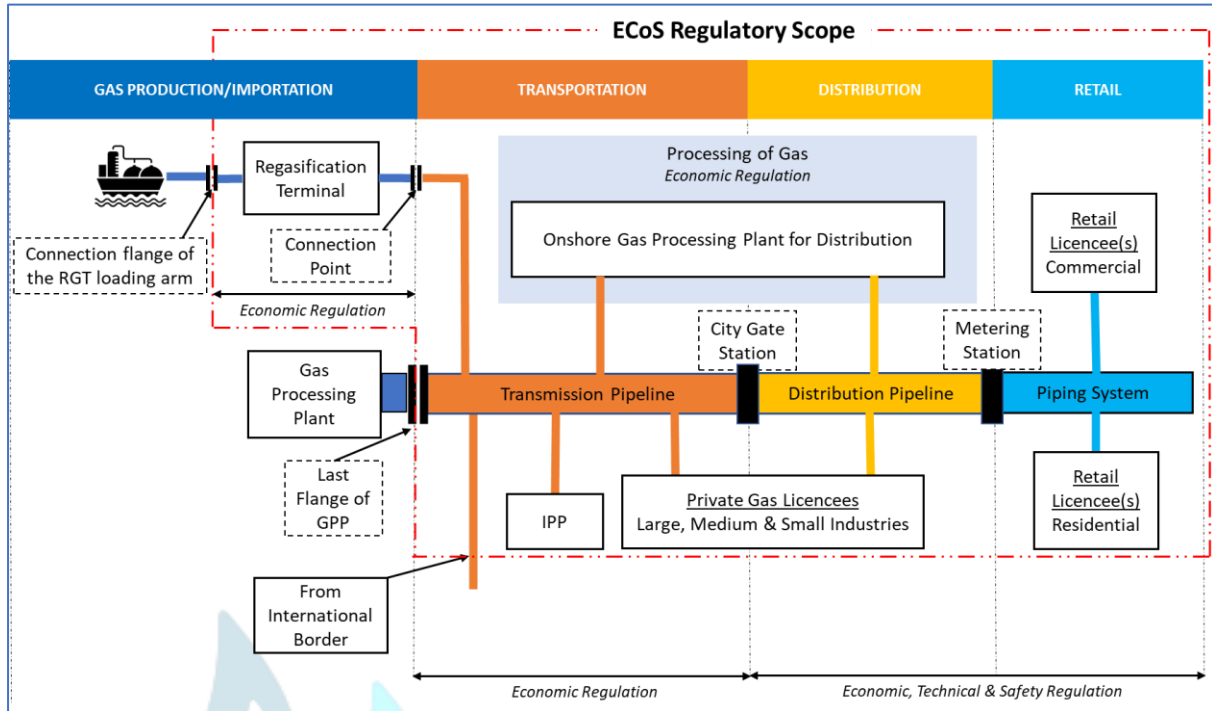 ECoS Regulatory Scope
GAS PRODUCTION/IMPORTATION
TRANSPORTATION
DISTRIBUTION
RETAIL
Regasification
Terminal
Connection flange of
the RGT loading arm
Connection
Point
Economic Regulation
Processing of Gas
Economic Regulation
Onshore Gas Processing Plant for Distribution
Retail
Licencee(s)
Commercial
City Gate
Station
Metering
Station
Gas
Processing
Plant
Transmission Pipeline
Distribution Pipeline
Piping System
Last
Flange of
GPP
IPP
Private Gas Licencees
Large, Medium & Small Industries
Retail
Licencee(s)
Residential
From
International
Border
Economic Regulation
Economic, Technical & Safety Regulation